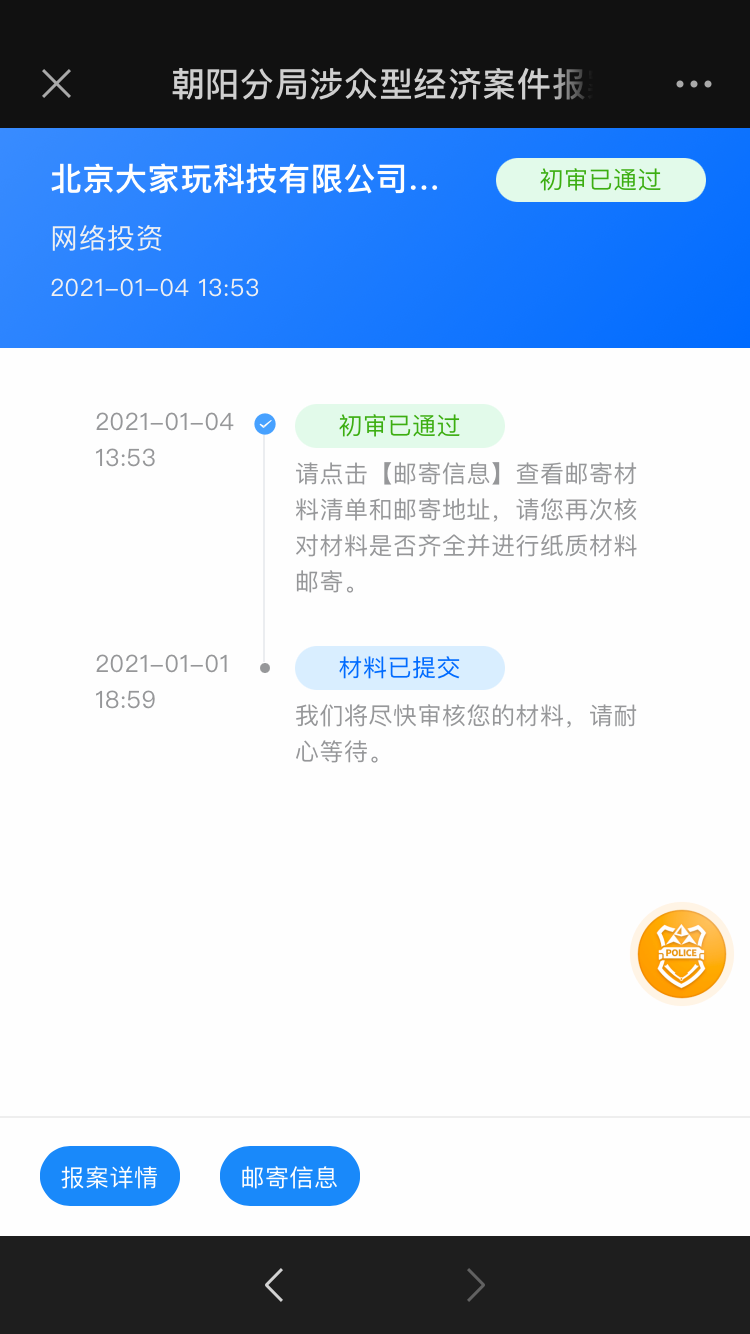 朝阳分局涉众型经济案件报
北京大家玩科技有限公司...
初审已通过
网络投资
2021-01-04 13:53
2021-01-04
13:53
初审已通过
请点击【邮寄信息】查看邮寄材
料清单和邮寄地址，请您再次核
对材料是否齐全并进行纸质材料
邮寄。
2021-01-01
18:59
材料已提交
我们将尽快审核您的材料，请耐
心等待。
POLICE
报案详情
邮寄信息